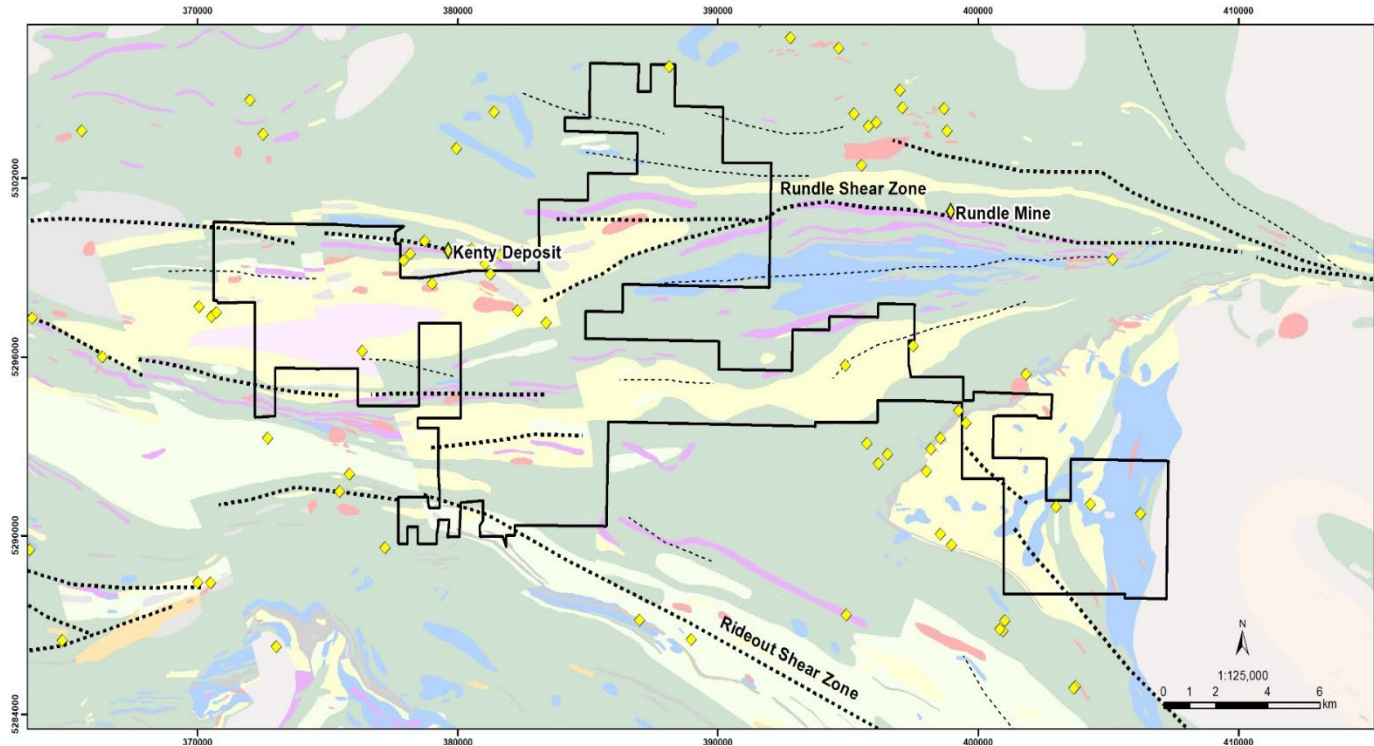 370000
380000
390000
400000
410000
5302000
Rundle Shear Zone
Rundle Mine
Kenty Deposit
5296000
5290000
Rideout Shear Zone
N
1:125,000
0 1 2 4 6
km
5284000
370000
380000
390000
400000
410000